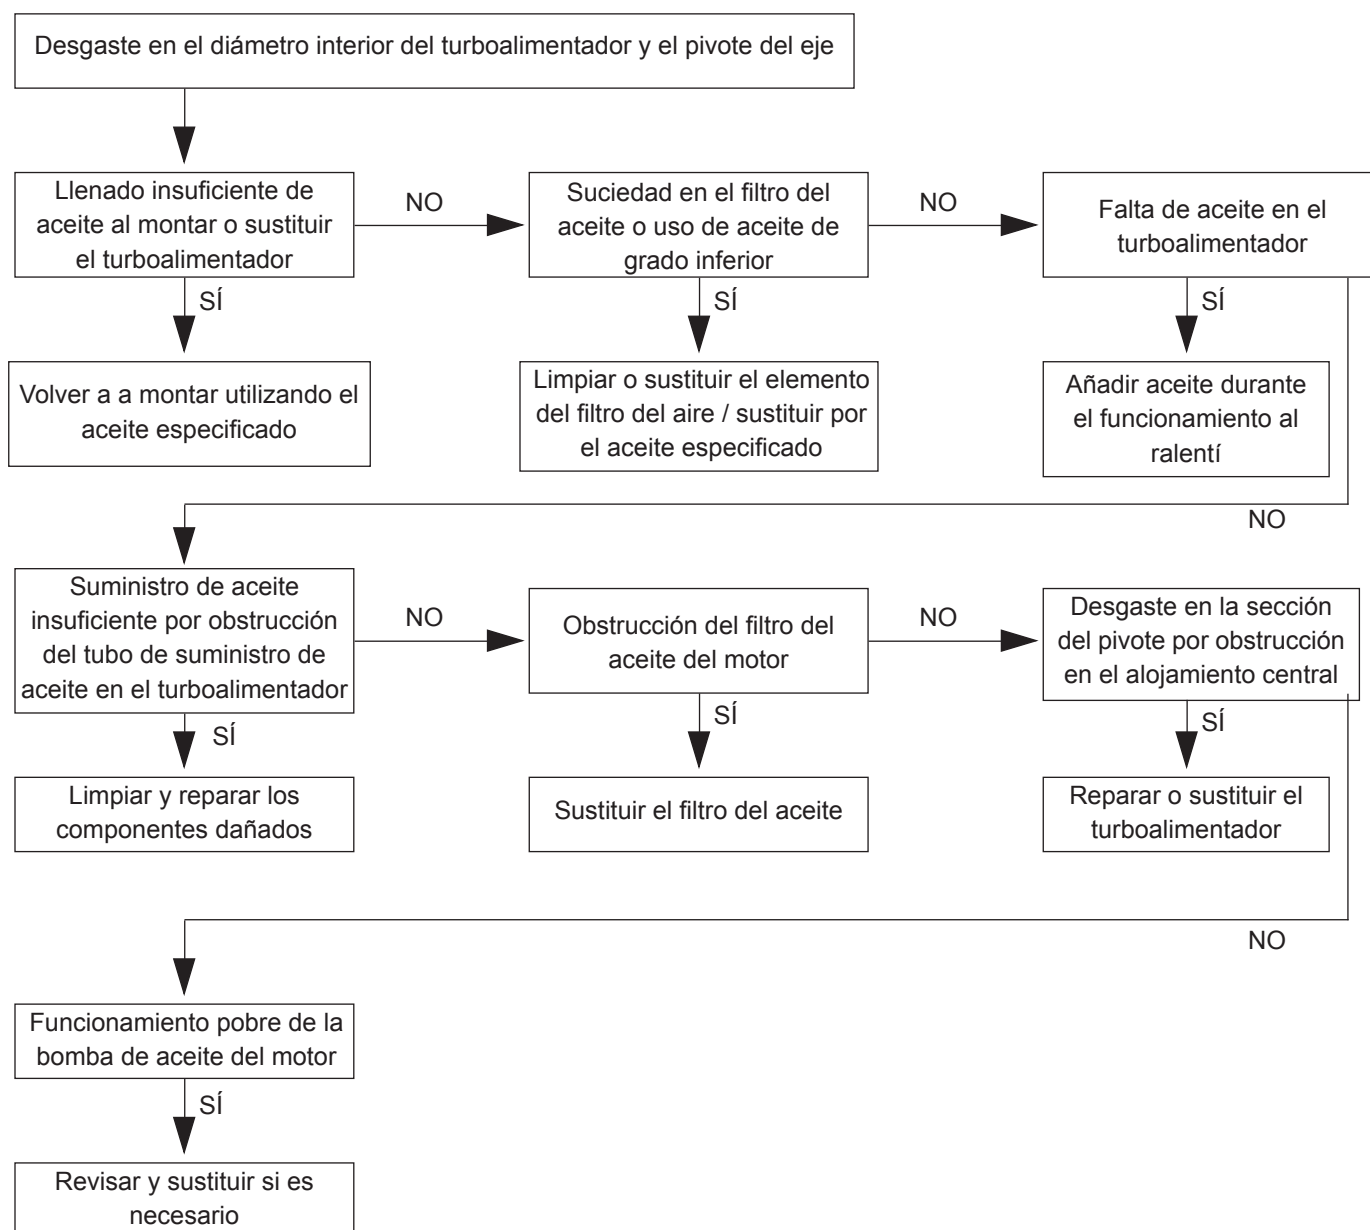 Desgaste en el diámetro interior del turboalimentador y el pivote del eje
Llenado insuficiente de
aceite al montar o sustituir
el turboalimentador
NO
Suciedad en el filtro del
aceite o uso de aceite de
grado inferior
NO
Falta de aceite en el
turboalimentador
SÍ
SÍ
SÍ
Volver a a montar utilizando el
aceite especificado
Limpiar o sustituir el elemento
del filtro del aire / sustituir por
el aceite especificado
Añadir aceite durante
el funcionamiento al
ralentí
NO
Suministro de aceite
insuficiente por obstrucción
del tubo de suministro de
aceite en el turboalimentador
NO
Obstrucción del filtro del
aceite del motor
NO
Desgaste en la sección
del pivote por obstrucción
en el alojamiento central
SÍ
SÍ
SÍ
Limpiar y reparar los
componentes dañados
Sustituir el filtro del aceite
Reparar o sustituir el
turboalimentador
NO
Funcionamiento pobre de la
bomba de aceite del motor
SÍ
Revisar y sustituir si es
necesario